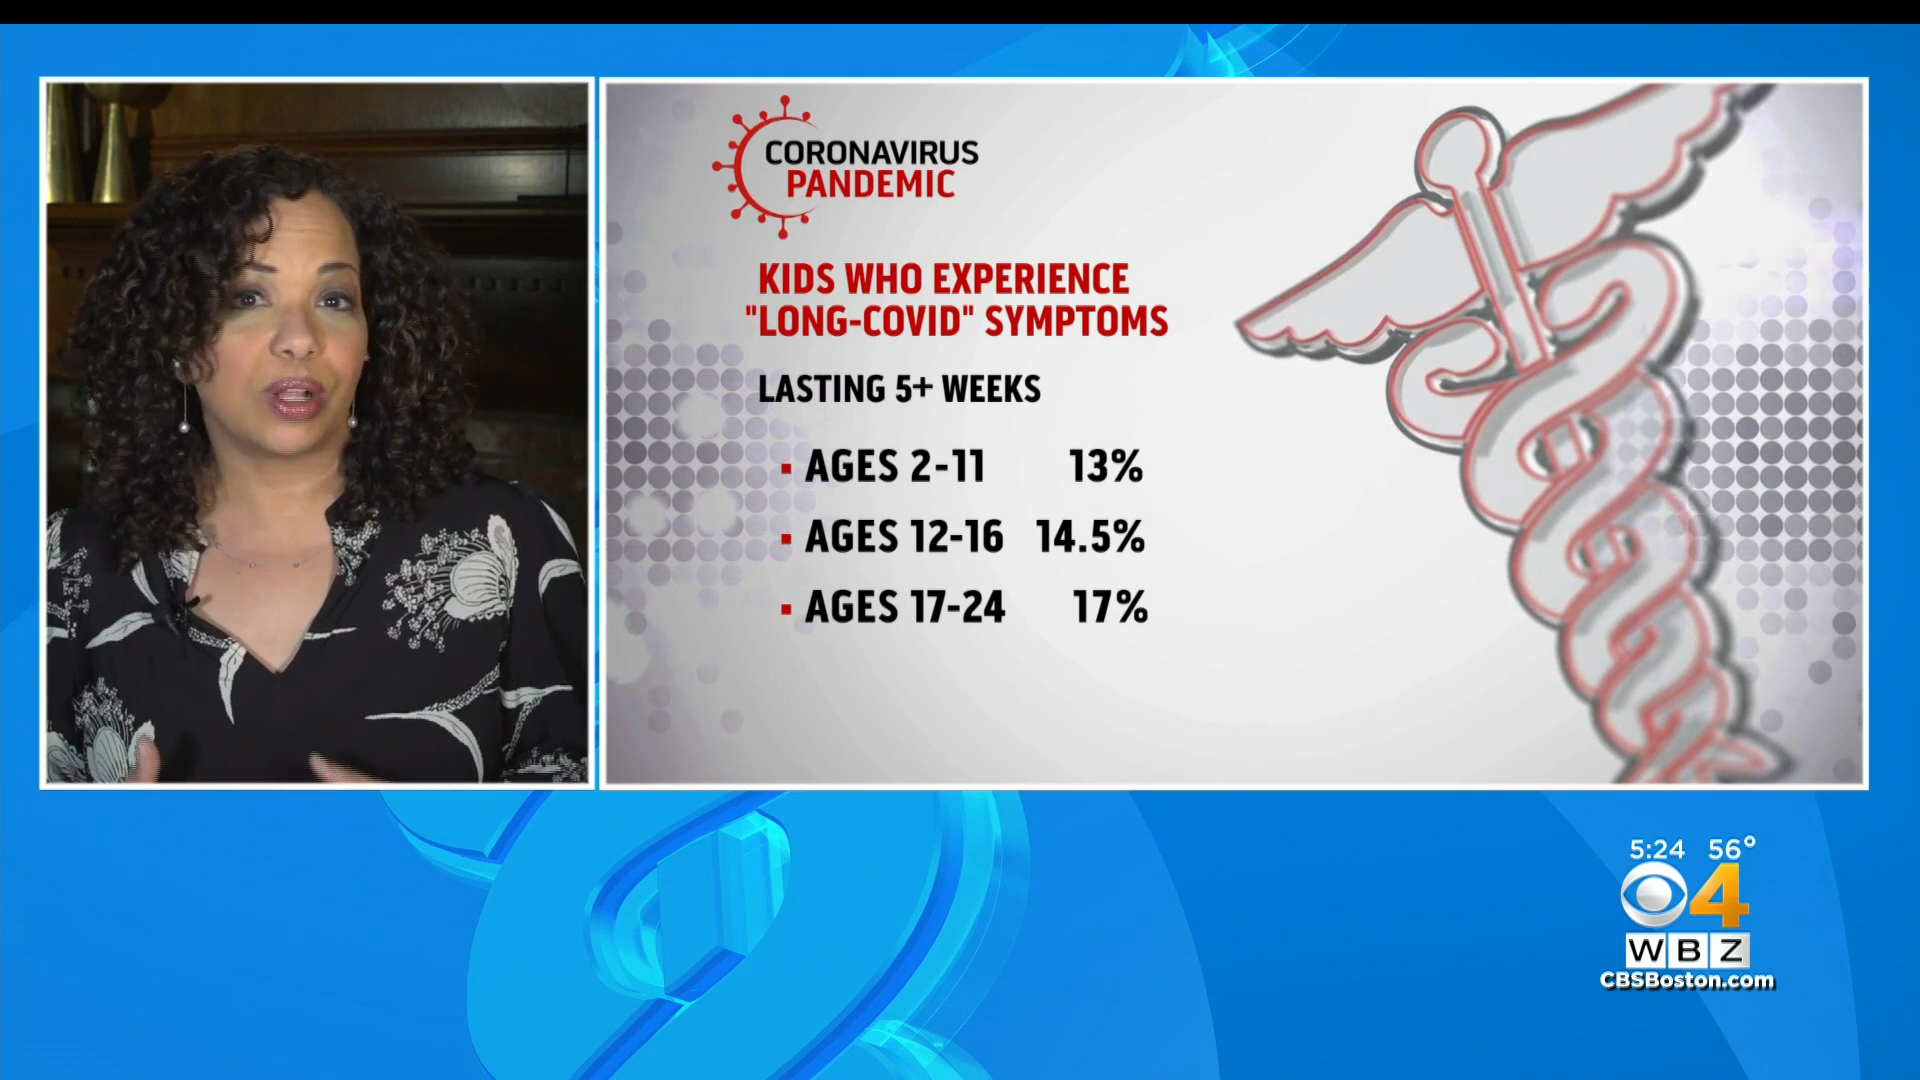 CORONAVIRUS
PANDEMIC
KIDS WHO EXPERIENCE
"LONG-COVID" SYMPTOMS
LASTING 5+ WEEKS
▪ AGES 2-11 13%
▪ AGES 12-16 14.5%
▪ AGES 17-24 17%
5:24 56°
4
WBZ
CBSBoston.com